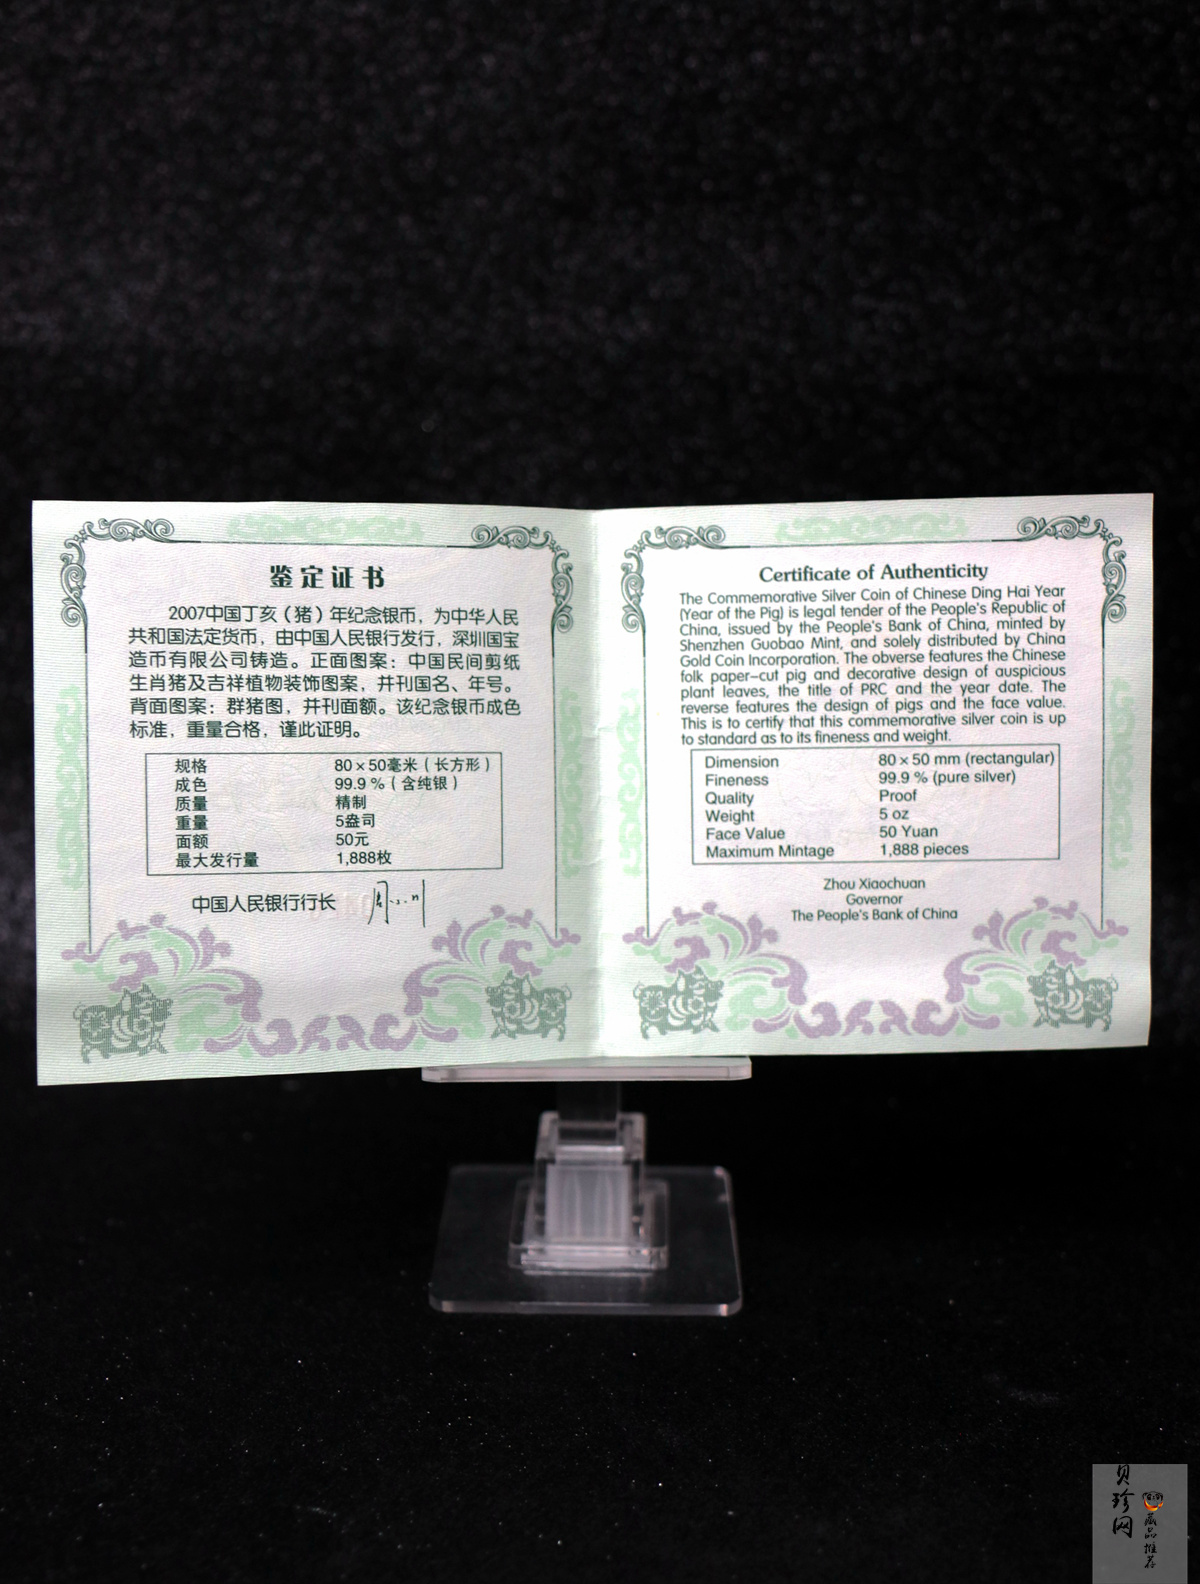 鉴定证书
2007中国丁亥（猪）年纪念银币，为中华人民
共和国法定货币，由中国人民银行发行，深圳国宝
造币有限公司铸造。正面图案：中国民间剪纸
生肖猪及吉祥植物装饰图案，并刊国名、年号。
背面图案：群猪图，并刊面额。该纪念银币成色
标准，重量合格，谨此证明。
规格 80×50毫米（长方形）
成色 99.9%（含纯银）
质量 精制
重量 5盎司
面额 50元
最大发行量 1,888枚
中国人民银行行长
Certificate of Authenticity
The Commemorative Silver Coin of Chinese Ding Hai Year
(Year of the Pig) is legal tender of the People's Republic of
China, issued by the People's Bank of China, minted by
Shenzhen Guobao Mint, and solely distributed by China
Gold Coin Incorporation. The obverse features the Chinese
folk paper-cut pig and decorative design of auspicious
plant leaves, the title of PRC and the year date. The
reverse features the design of pigs and the face value.
This is to certify that this commemorative silver coin is up
to standard as to its fineness and weight.
Dimension 80×50 mm (rectangular)
Fineness 99.9 % (pure silver)
Quality Proof
Weight 5 oz
Face Value 50 Yuan
Maximum Mintage 1,888 pieces
Zhou Xiaochuan
Governor
The People's Bank of China
贝珍网
藏品推荐